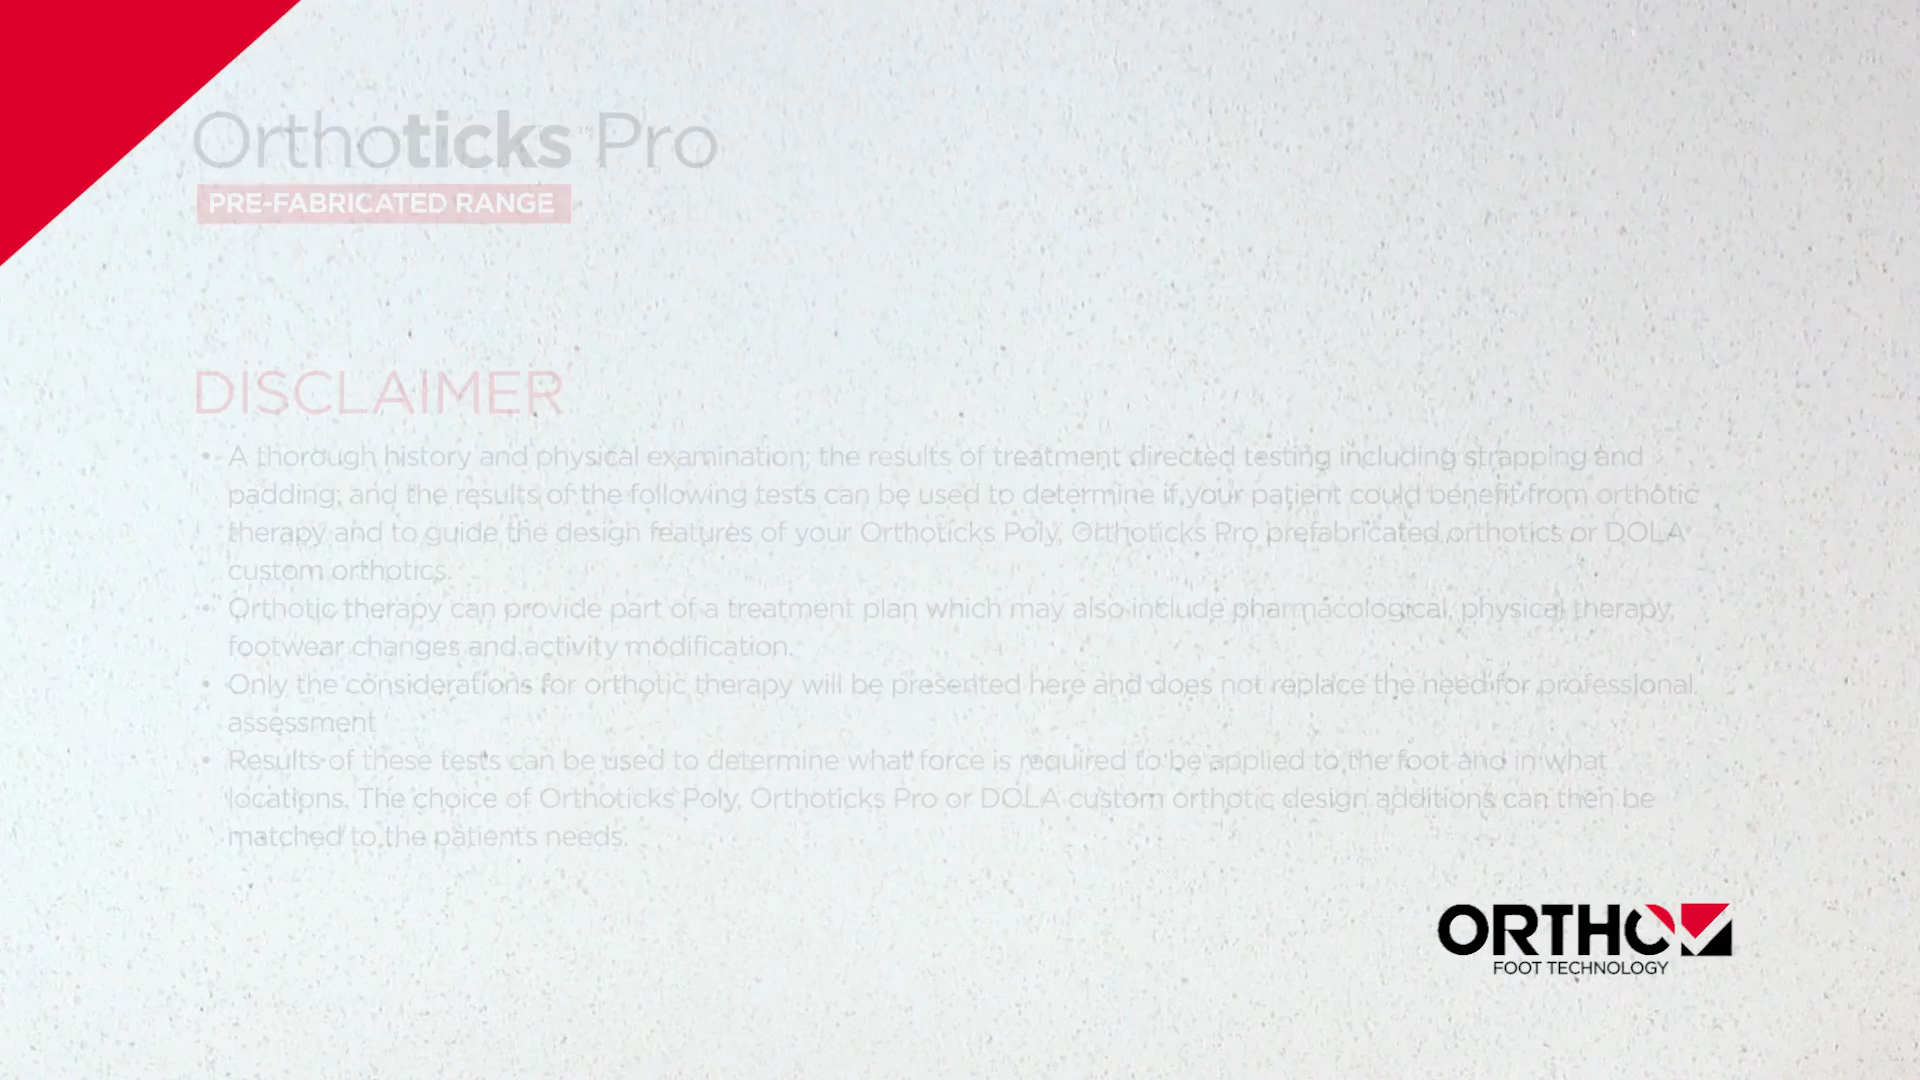 Orthoticks™ Pro
PRE-FABRICATED RANGE
DISCLAIMER
• A thorough history and physical examination; the results of treatment directed testing including strapping and
padding; and the results of the following tests can be used to determine if your patient could benefit from orthotic
therapy and to guide the design features of your Orthoticks Poly, Orthoticks Pro prefabricated orthotics or DOLA
custom orthotics.
• Orthotic therapy can provide part of a treatment plan which may also include pharmacological, physical therapy,
footwear changes and activity modification.
• Only the considerations for orthotic therapy will be presented here and does not replace the need for professional
assessment
• Results of these tests can be used to determine what force is required to be applied to the foot and in what
locations. The choice of Orthoticks Poly, Orthoticks Pro or DOLA custom orthotic design additions can then be
matched to the patients needs.
ORTHO
FOOT TECHNOLOGY